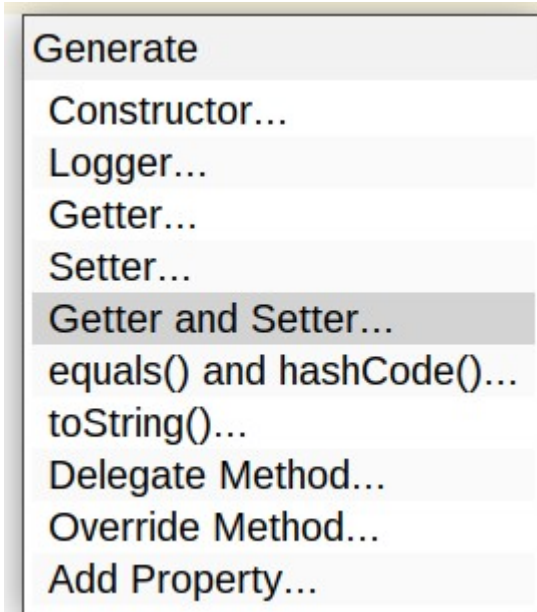 Generate
Constructor...
Logger...
Getter...
Setter...
Getter and Setter...
equals() and hashCode()...
toString()...
Delegate Method...
Override Method...
Add Property...